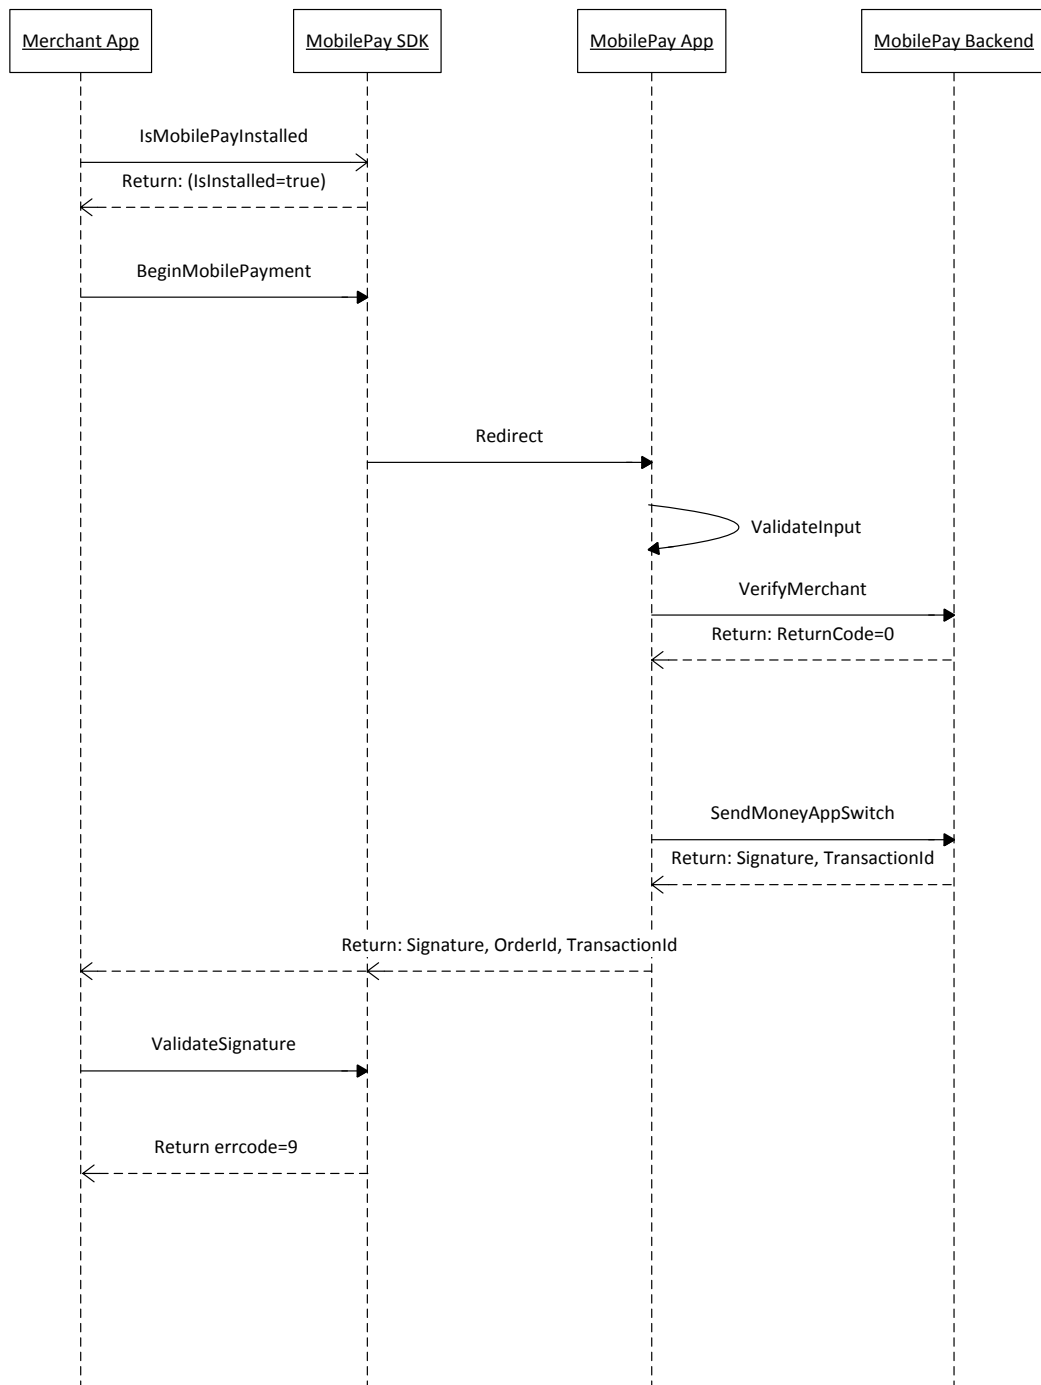 Merchant App
MobilePay SDK
MobilePay App
MobilePay Backend
IsMobilePayInstalled
Return: (IsInstalled=true)
BeginMobilePayment
Redirect
ValidateInput
VerifyMerchant
Return: ReturnCode=0
SendMoneyAppSwitch
Return: Signature, TransactionId
Return: Signature, OrderId, TransactionId
ValidateSignature
Return errcode=9